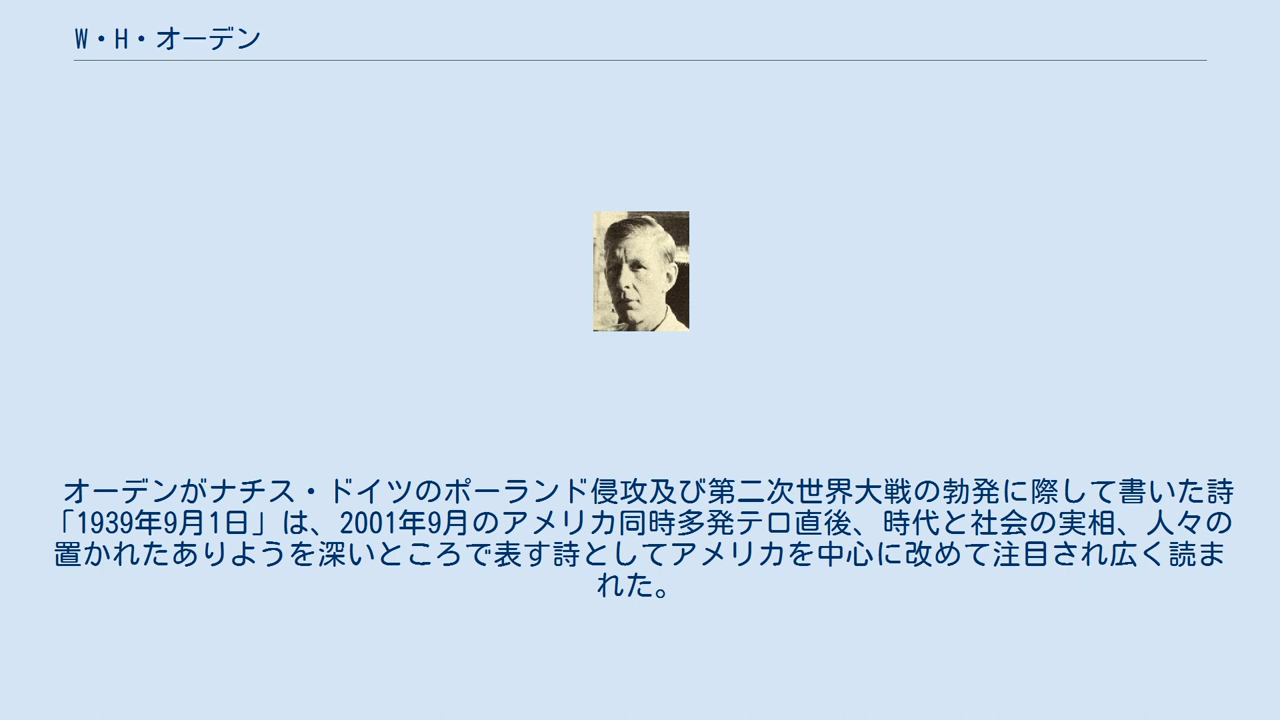 W・H・オーデン
オーデンがナチス・ドイツのポーランド侵攻及び第二次世界大戦の勃発に際して書いた詩
「1939年9月1日」は、2001年9月のアメリカ同時多発テロ直後、時代と社会の実相、人々の
置かれたありようを深いところで表す詩としてアメリカを中心に改めて注目され広く読ま
れた。